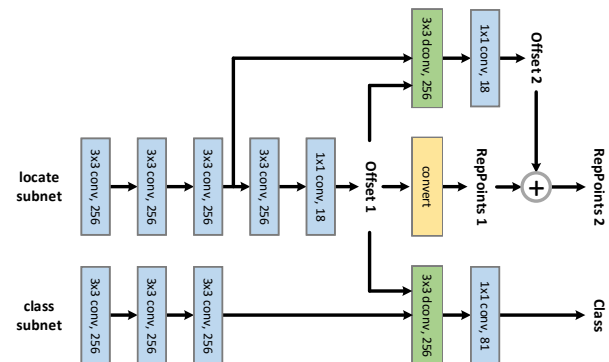 3x3 dconv, 256
1x1 conv, 18
Offset 2
locate
subnet
3x3 conv, 256
3x3 conv, 256
3x3 conv, 256
3x3 conv, 256
1x1 conv, 18
Offset 1
convert
RepPoints 1
+
RepPoints 2
class
subnet
3x3 conv, 256
3x3 conv, 256
3x3 conv, 256
3x3 dconv, 256
1x1 conv, 81
Class